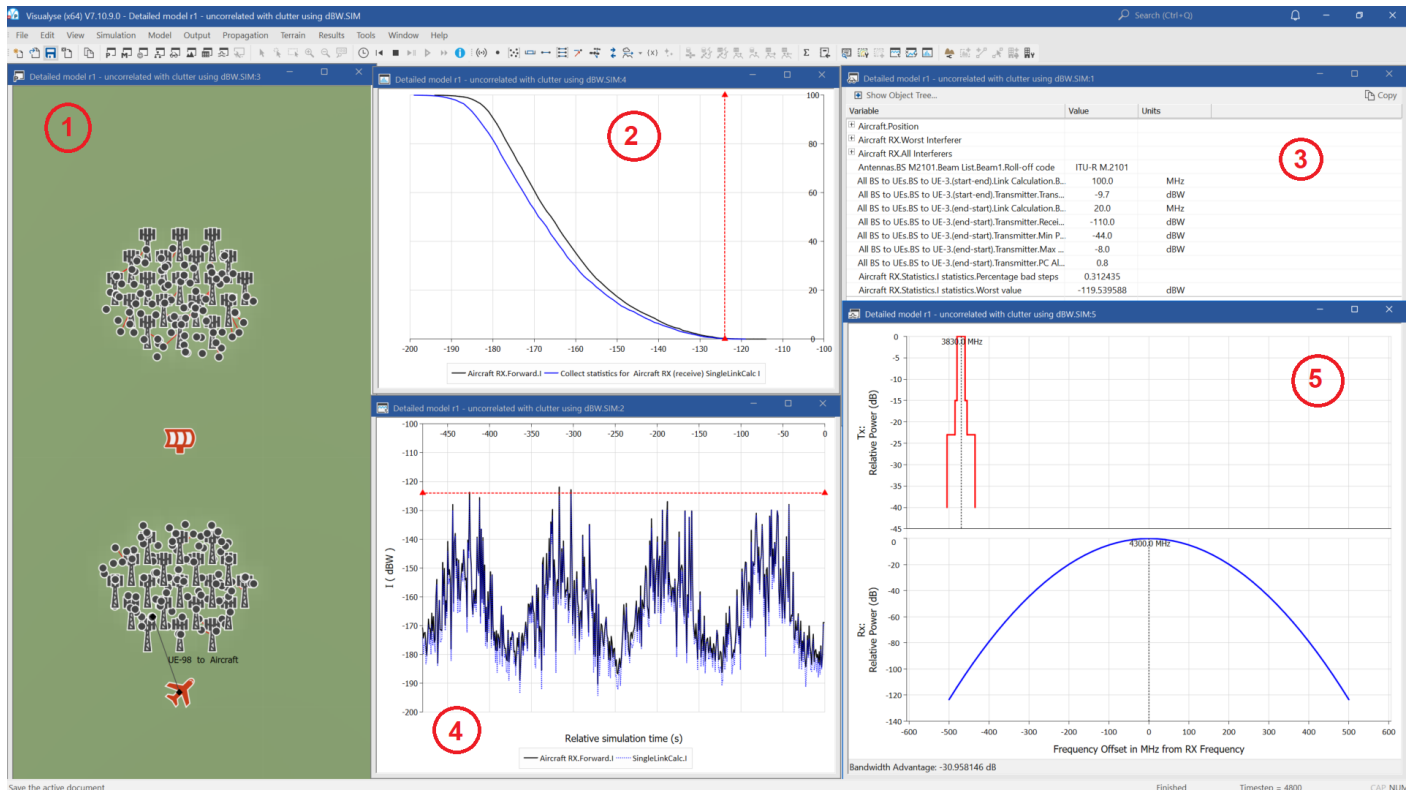 Visualyse (x64) V7.10.9.0 - Detailed model r1 - uncorrelated with clutter using dBW.SIM
Search (Ctrl+Q)
File Edit View Simulation Model Output Propagation Terrain Results Tools Window Help
Detailed model r1 - uncorrelated with clutter using dBW.SIM:3
1
UE-98 to Aircraft
Detailed model r1 - uncorrelated with clutter using dBW.SIM:4
2
100
80
60
40
20
0
-200 -190 -180 -170 -160 -150 -140 -130 -120 -110 -100
Aircraft RX.Forward.I Collect statistics for Aircraft RX (receive) SingleLinkCalc I
Detailed model r1 - uncorrelated with clutter using dBW.SIM:2
-100
-450 -400 -350 -300 -250 -200 -150 -100 -50 0
-110
-120
-130
-140
-150
-160
-170
-180
-190
-200
I ( dBW)
4
Relative simulation time (s)
Aircraft RX.Forward.I SingleLinkCalc.I
Detailed model r1 - uncorrelated with clutter using dBW.SIM:1
Show Object Tree...
Copy
Variable Value Units
3
Aircraft.Position
Aircraft RX.Worst Interferer
Aircraft RX.All Interferers
Antennas.BS M2101.Beam List.Beam1.Roll-off code ITU-R M.2101
All BS to UEs.BS to UE-3.(start-end).Link Calculation.B... 100.0 MHz
All BS to UEs.BS to UE-3.(start-end).Transmitter.Trans... -9.7 dBW
All BS to UEs.BS to UE-3.(end-start).Link Calculation.B... 20.0 MHz
All BS to UEs.BS to UE-3.(end-start).Transmitter.Recei... -110.0 dBW
All BS to UEs.BS to UE-3.(end-start).Transmitter.Min P... -44.0 dBW
All BS to UEs.BS to UE-3.(end-start).Transmitter.Max ... -8.0 dBW
All BS to UEs.BS to UE-3.(end-start).Transmitter.PC Al... 0.8
Aircraft RX.Statistics.I statistics.Percentage bad steps 0.312435
Aircraft RX.Statistics.I statistics.Worst value -119.539588 dBW
Detailed model r1 - uncorrelated with clutter using dBW.SIM:5
5
3830.0 MHz
0
-5
-10
-15
-20
-25
-30
-35
-40
-45
Tx:
Relative Power (dB)
4300.0 MHz
0
-20
-40
-60
-80
-100
-120
-140
Rx:
Relative Power (dB)
-600 -500 -400 -300 -200 -100 0 100 200 300 400 500 600
Frequency Offset in MHz from RX Frequency
Bandwidth Advantage: -30.958146 dB
Save the active document
Finished Timestep = 4800 CAP NUM